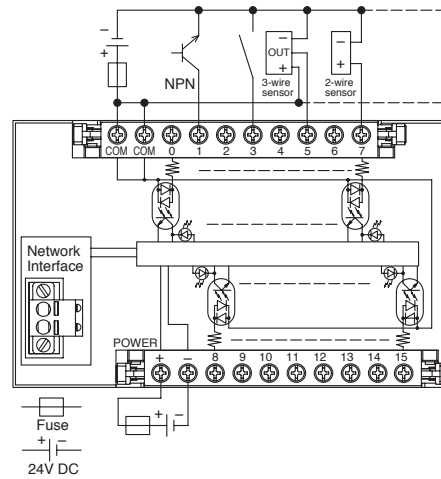 −
+
NPN
−
OUT
+
3-wire
sensor
−
+
2-wire
sensor
COM COM 0 1 2 3 4 5 6 7
Network
Interface
POWER
+ − 8 9 10 11 12 13 14 15
+ −
Fuse
+ −
24V DC